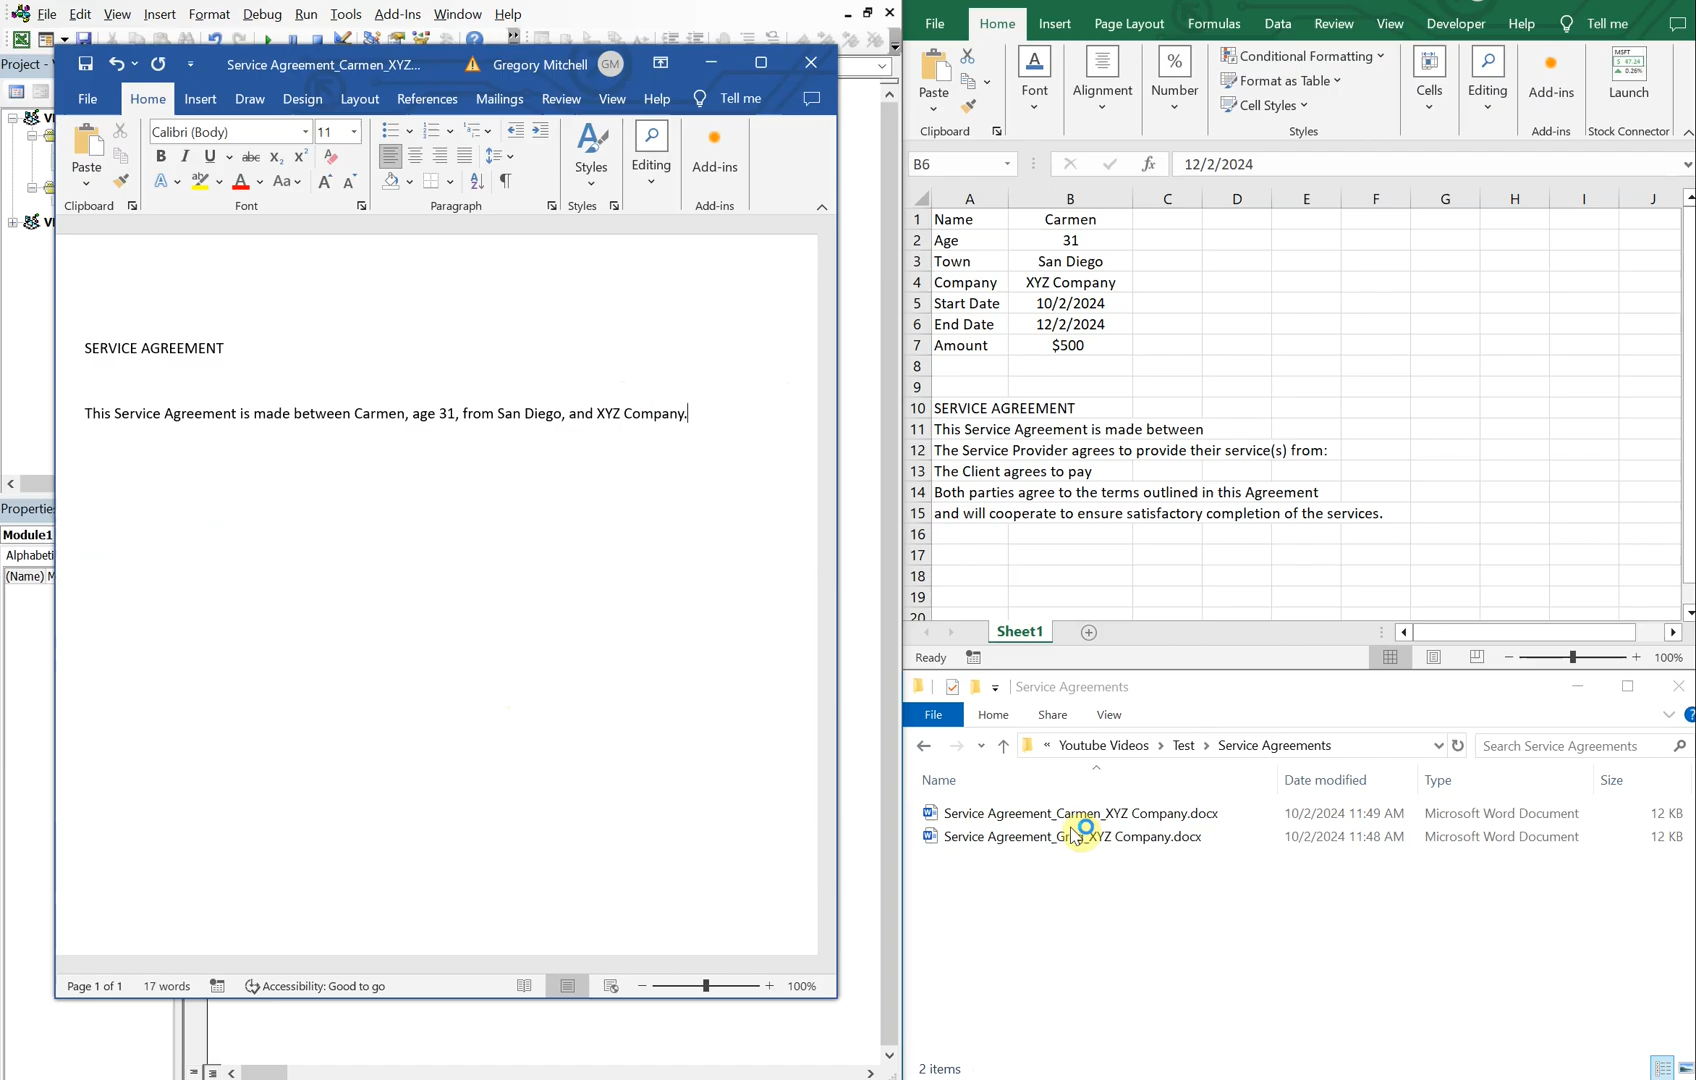 File Edit View Insert Format Debug Run Tools Add-Ins Window Help
Project -
Properties
Module1
Alphabeti
(Name) M
Service Agreement_Carmen_XYZ... Gregory Mitchell GM
File Home Insert Draw Design Layout References Mailings Review View Help Tell me
Paste
Calibri (Body) 11
B I U abc X2 X2
A A Aa A A
Styles
Editing
Add-ins
Clipboard Font Paragraph Styles Add-ins
SERVICE AGREEMENT
This Service Agreement is made between Carmen, age 31, from San Diego, and XYZ Company.
Page 1 of 1 17 words Accessibility: Good to go 100%
File Home Insert Page Layout Formulas Data Review View Developer Help Tell me
Paste
Font
Alignment
Number
Conditional Formatting
Format as Table
Cell Styles
Cells
Editing
Add-ins
MSFT
$ 47.24
0.26%
Launch
Clipboard Styles Add-ins Stock Connector
B6 fx 12/2/2024
A B C D E F G H I J
1 Name Carmen
2 Age 31
3 Town San Diego
4 Company XYZ Company
5 Start Date 10/2/2024
6 End Date 12/2/2024
7 Amount $500
8
9
10 SERVICE AGREEMENT
11 This Service Agreement is made between
12 The Service Provider agrees to provide their service(s) from:
13 The Client agrees to pay
14 Both parties agree to the terms outlined in this Agreement
15 and will cooperate to ensure satisfactory completion of the services.
16
17
18
19
20
Sheet1
Ready 100%
Service Agreements
File Home Share View
« Youtube Videos Test Service Agreements Search Service Agreements
Name Date modified Type Size
Service Agreement_Carmen_XYZ Company.docx 10/2/2024 11:49 AM Microsoft Word Document 12 KB
Service Agreement_ XYZ Company.docx 10/2/2024 11:48 AM Microsoft Word Document 12 KB
2 items